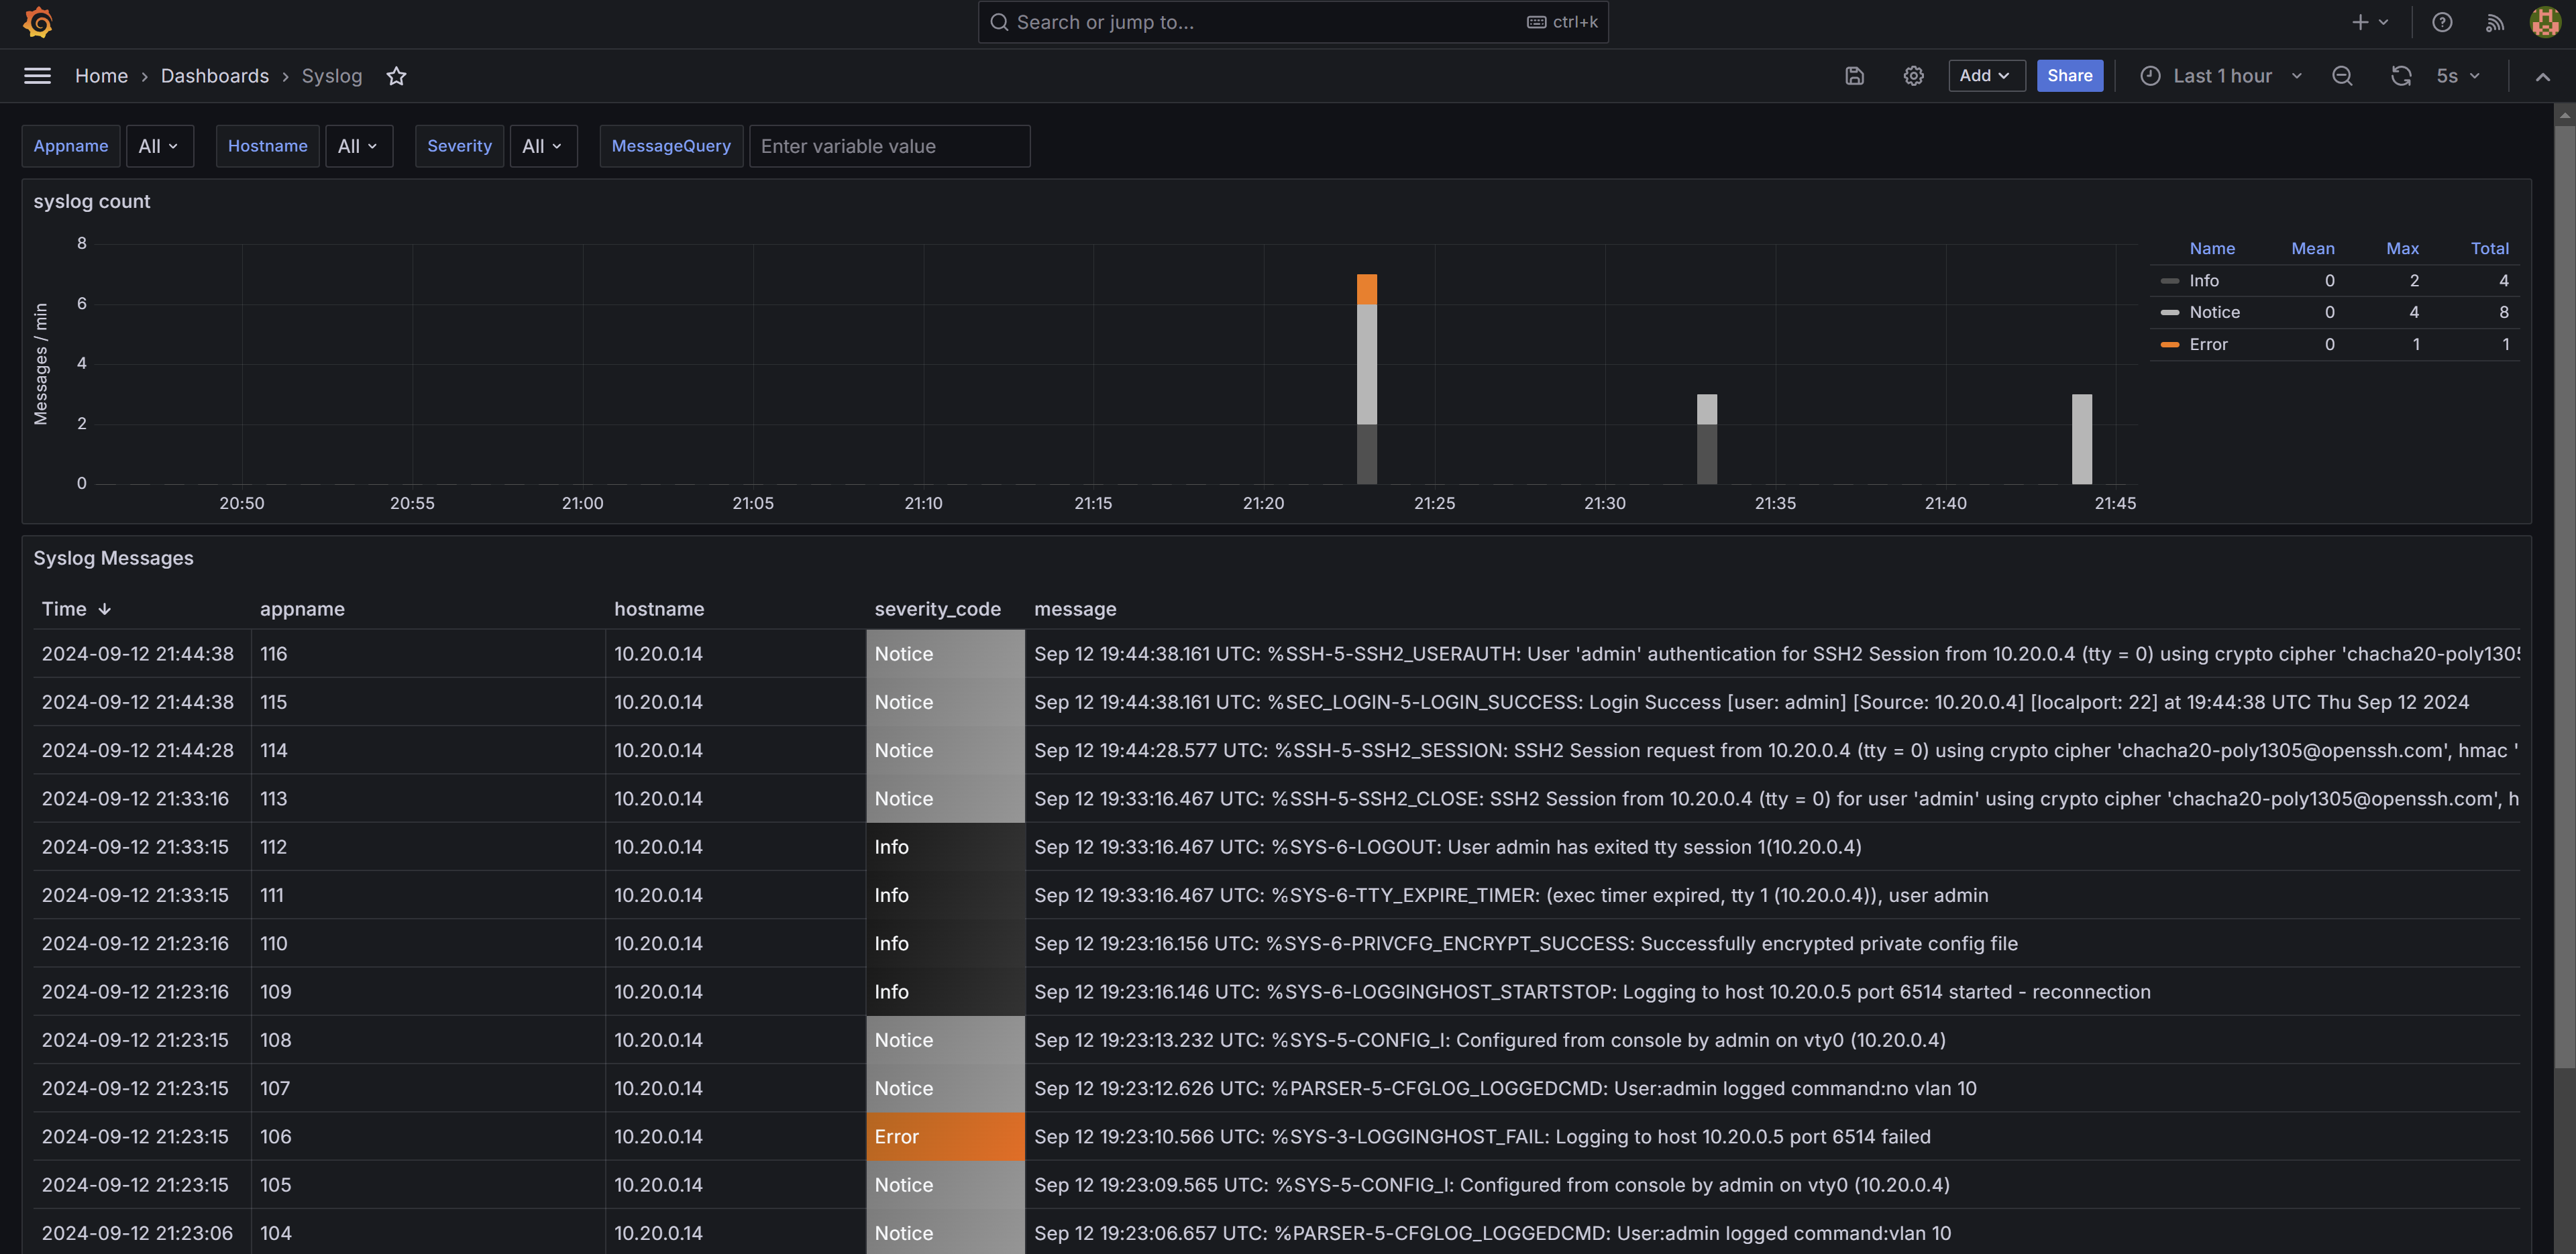 Search or jump to... ctrl+k
Home › Dashboards › Syslog Add Share Last 1 hour 5s
Appname All Hostname All Severity All MessageQuery Enter variable value
syslog count
Messages / min
8
6
4
2
0
20:50 20:55 21:00 21:05 21:10 21:15 21:20 21:25 21:30 21:35 21:40 21:45
Name Mean Max Total
Info 0 2 4
Notice 0 4 8
Error 0 1 1
Syslog Messages
Time appname hostname severity_code message
2024-09-12 21:44:38 116 10.20.0.14 Notice Sep 12 19:44:38.161 UTC: %SSH-5-SSH2_USERAUTH: User 'admin' authentication for SSH2 Session from 10.20.0.4 (tty = 0) using crypto cipher 'chacha20-poly1305
2024-09-12 21:44:38 115 10.20.0.14 Notice Sep 12 19:44:38.161 UTC: %SEC_LOGIN-5-LOGIN_SUCCESS: Login Success [user: admin] [Source: 10.20.0.4] [localport: 22] at 19:44:38 UTC Thu Sep 12 2024
2024-09-12 21:44:28 114 10.20.0.14 Notice Sep 12 19:44:28.577 UTC: %SSH-5-SSH2_SESSION: SSH2 Session request from 10.20.0.4 (tty = 0) using crypto cipher 'chacha20-poly1305@openssh.com', hmac '
2024-09-12 21:33:16 113 10.20.0.14 Notice Sep 12 19:33:16.467 UTC: %SSH-5-SSH2_CLOSE: SSH2 Session from 10.20.0.4 (tty = 0) for user 'admin' using crypto cipher 'chacha20-poly1305@openssh.com', h
2024-09-12 21:33:15 112 10.20.0.14 Info Sep 12 19:33:16.467 UTC: %SYS-6-LOGOUT: User admin has exited tty session 1(10.20.0.4)
2024-09-12 21:33:15 111 10.20.0.14 Info Sep 12 19:33:16.467 UTC: %SYS-6-TTY_EXPIRE_TIMER: (exec timer expired, tty 1 (10.20.0.4)), user admin
2024-09-12 21:23:16 110 10.20.0.14 Info Sep 12 19:23:16.156 UTC: %SYS-6-PRIVCFG_ENCRYPT_SUCCESS: Successfully encrypted private config file
2024-09-12 21:23:16 109 10.20.0.14 Info Sep 12 19:23:16.146 UTC: %SYS-6-LOGGINGHOST_STARTSTOP: Logging to host 10.20.0.5 port 6514 started - reconnection
2024-09-12 21:23:15 108 10.20.0.14 Notice Sep 12 19:23:13.232 UTC: %SYS-5-CONFIG_I: Configured from console by admin on vty0 (10.20.0.4)
2024-09-12 21:23:15 107 10.20.0.14 Notice Sep 12 19:23:12.626 UTC: %PARSER-5-CFGLOG_LOGGEDCMD: User:admin logged command:no vlan 10
2024-09-12 21:23:15 106 10.20.0.14 Error Sep 12 19:23:10.566 UTC: %SYS-3-LOGGINGHOST_FAIL: Logging to host 10.20.0.5 port 6514 failed
2024-09-12 21:23:15 105 10.20.0.14 Notice Sep 12 19:23:09.565 UTC: %SYS-5-CONFIG_I: Configured from console by admin on vty0 (10.20.0.4)
2024-09-12 21:23:06 104 10.20.0.14 Notice Sep 12 19:23:06.657 UTC: %PARSER-5-CFGLOG_LOGGEDCMD: User:admin logged command:vlan 10